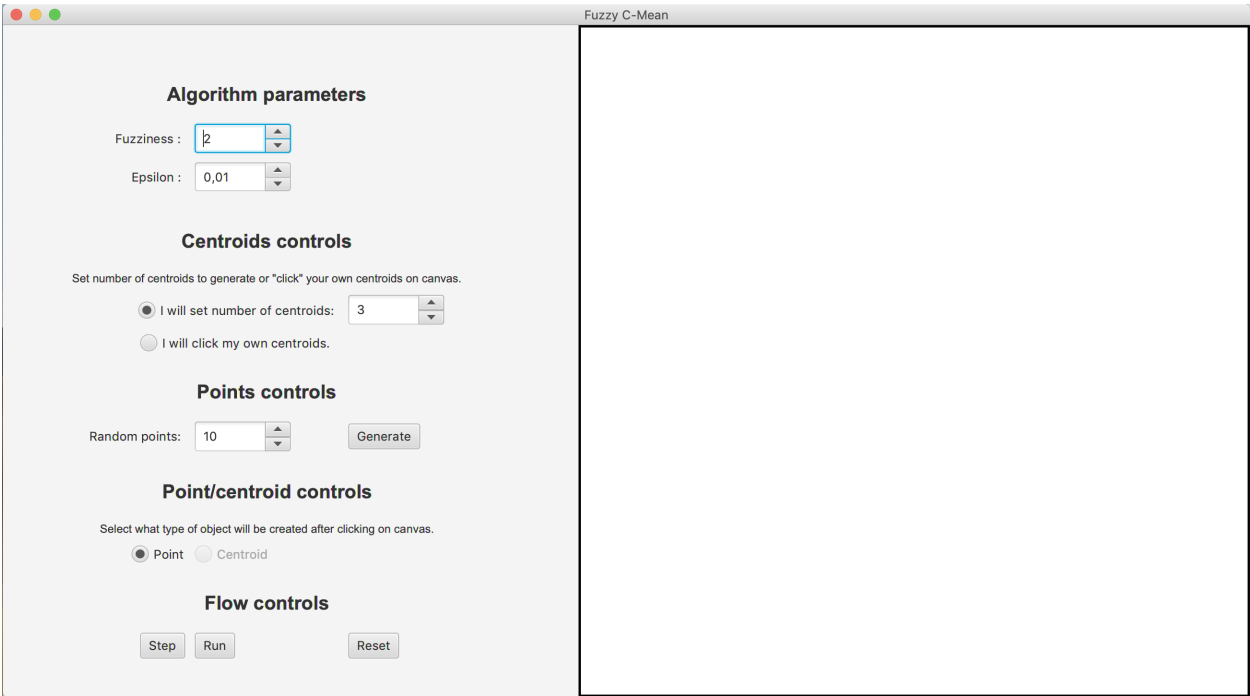 Fuzzy C-Mean
Algorithm parameters
Fuzziness : 2
Epsilon : 0,01
Centroids controls
Set number of centroids to generate or "click" your own centroids on canvas.
I will set number of centroids: 3
I will click my own centroids.
Points controls
Random points: 10 Generate
Point/centroid controls
Select what type of object will be created after clicking on canvas.
Point Centroid
Flow controls
Step Run Reset